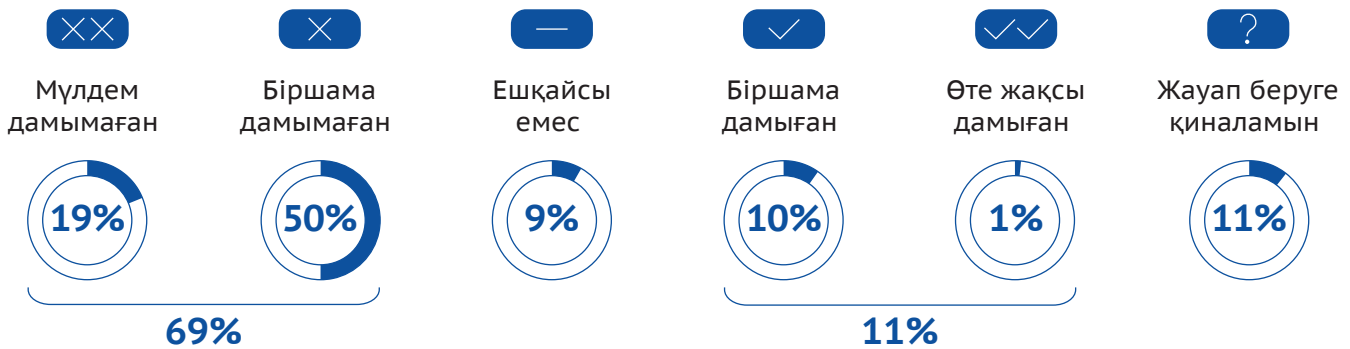 Мүлдем
дамымаған
Біршама
дамымаған
Ешқайсы
емес
Біршама
дамыған
Өте жақсы
дамыған
Жауап беруге
қиналамын
19%
50%
9%
10%
1%
11%
69%
11%